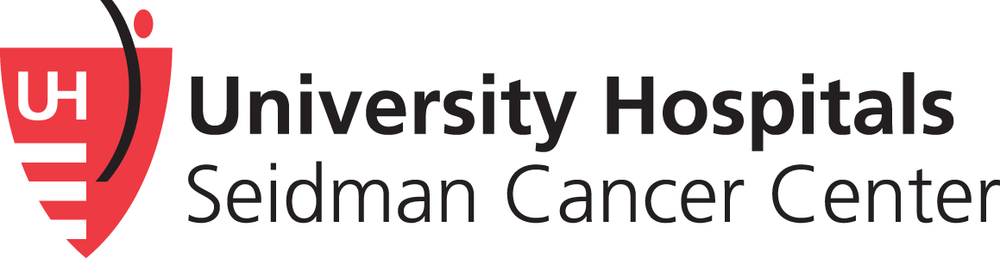 UH
University Hospitals
Seidman Cancer Center